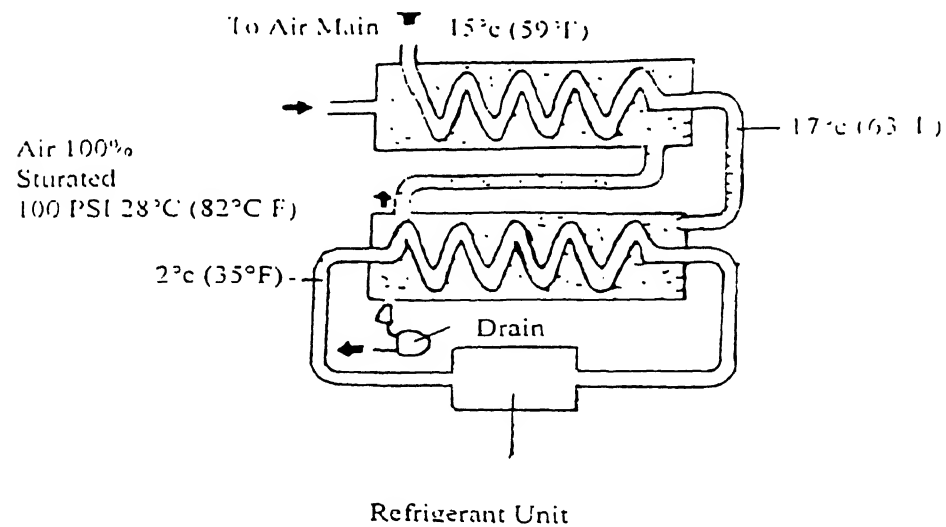 To Air Main 15°c (59°F)
17°c (63°F)
Air 100%
Sturated
100 PSI 28°C (82°C F)
2°c (35°F)
Drain
Refrigerant Unit